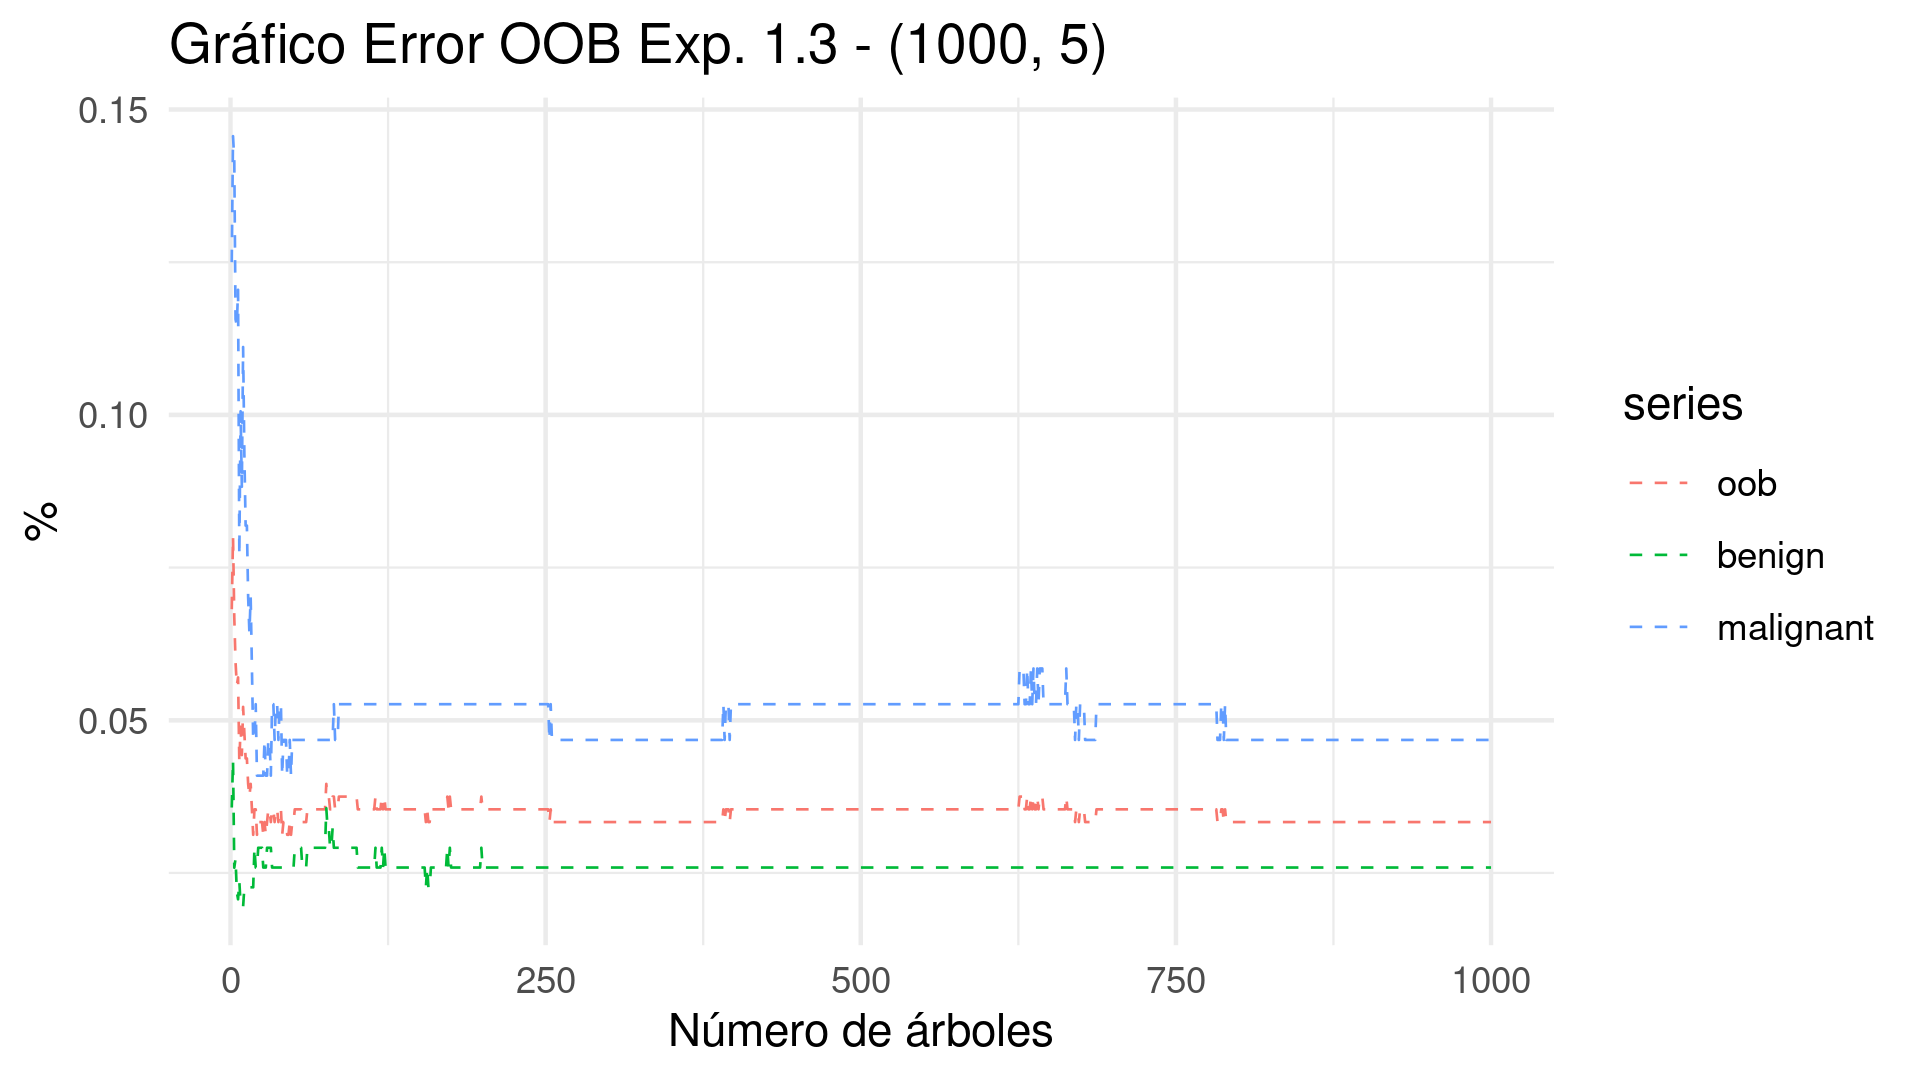 Gráfico Error OOB Exp. 1.3 - (1000, 5)
0.15
0.10
0.05
%
0 250 500 750 1000
Número de árboles
series
oob
benign
malignant